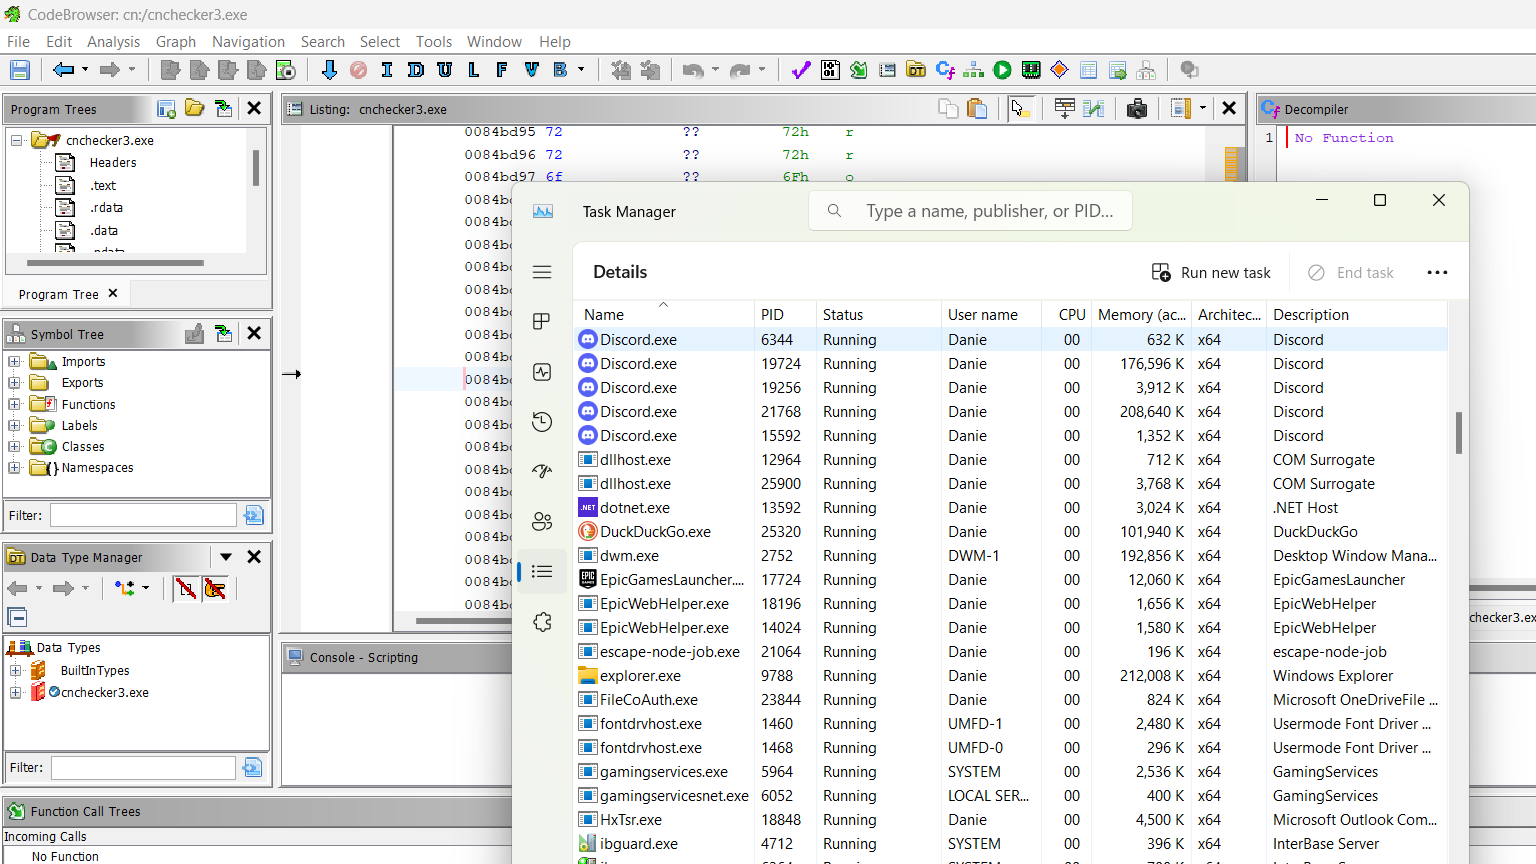 CodeBrowser: cn:/cnchecker3.exe
File Edit Analysis Graph Navigation Search Select Tools Window Help
Program Trees
cnchecker3.exe
Headers
.text
.rdata
.data
Program Tree
Symbol Tree
Imports
Exports
Functions
Labels
Classes
Namespaces
Filter:
Data Type Manager
Data Types
BuiltInTypes
cnchecker3.exe
Filter:
Function Call Trees
Incoming Calls
No Function
Listing: cnchecker3.exe
0084bd95 72 ?? 72h r
0084bd96 72 ?? 72h r
0084bd97 6f ?? 6Fh o
Console - Scripting
Decompiler
1 No Function
checker3.ex
Task Manager
Type a name, publisher, or PID...
Details
Run new task
End task
Name PID Status User name CPU Memory (ac... Architec... Description
Discord.exe 6344 Running Danie 00 632 K x64 Discord
Discord.exe 19724 Running Danie 00 176,596 K x64 Discord
Discord.exe 19256 Running Danie 00 3,912 K x64 Discord
Discord.exe 21768 Running Danie 00 208,640 K x64 Discord
Discord.exe 15592 Running Danie 00 1,352 K x64 Discord
dllhost.exe 12964 Running Danie 00 712 K x64 COM Surrogate
dllhost.exe 25900 Running Danie 00 3,768 K x64 COM Surrogate
dotnet.exe 13592 Running Danie 00 3,024 K x64 .NET Host
DuckDuckGo.exe 25320 Running Danie 00 101,940 K x64 DuckDuckGo
dwm.exe 2752 Running DWM-1 00 192,856 K x64 Desktop Window Mana...
EpicGamesLauncher.... 17724 Running Danie 00 12,060 K x64 EpicGamesLauncher
EpicWebHelper.exe 18196 Running Danie 00 1,656 K x64 EpicWebHelper
EpicWebHelper.exe 14024 Running Danie 00 1,580 K x64 EpicWebHelper
escape-node-job.exe 21064 Running Danie 00 196 K x64 escape-node-job
explorer.exe 9788 Running Danie 00 212,008 K x64 Windows Explorer
FileCoAuth.exe 23844 Running Danie 00 824 K x64 Microsoft OneDriveFile ...
fontdrvhost.exe 1460 Running UMFD-1 00 2,480 K x64 Usermode Font Driver ...
fontdrvhost.exe 1468 Running UMFD-0 00 296 K x64 Usermode Font Driver ...
gamingservices.exe 5964 Running SYSTEM 00 2,536 K x64 GamingServices
gamingservicesnet.exe 6052 Running LOCAL SER... 00 400 K x64 GamingServices
HxTsr.exe 18848 Running Danie 00 4,500 K x64 Microsoft Outlook Com...
ibguard.exe 4712 Running SYSTEM 00 396 K x64 InterBase Server